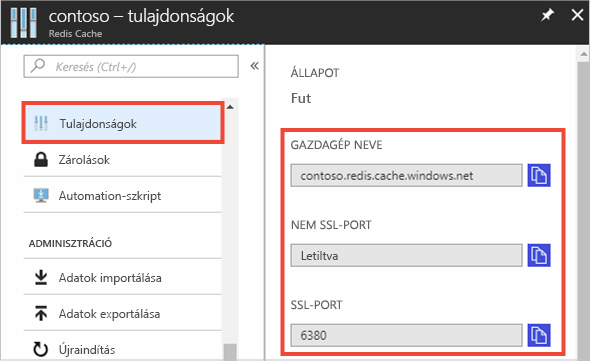 contoso – tulajdonságok
Redis Cache
Keresés (Ctrl+/)
Tulajdonságok
Zárolások
Automation-szkript
ADMINISZTRÁCIÓ
Adatok importálása
Adatok exportálása
Újraindítás
ÁLLAPOT
Fut
GAZDAGÉP NEVE
contoso.redis.cache.windows.net
NEM SSL-PORT
Letiltva
SSL-PORT
6380